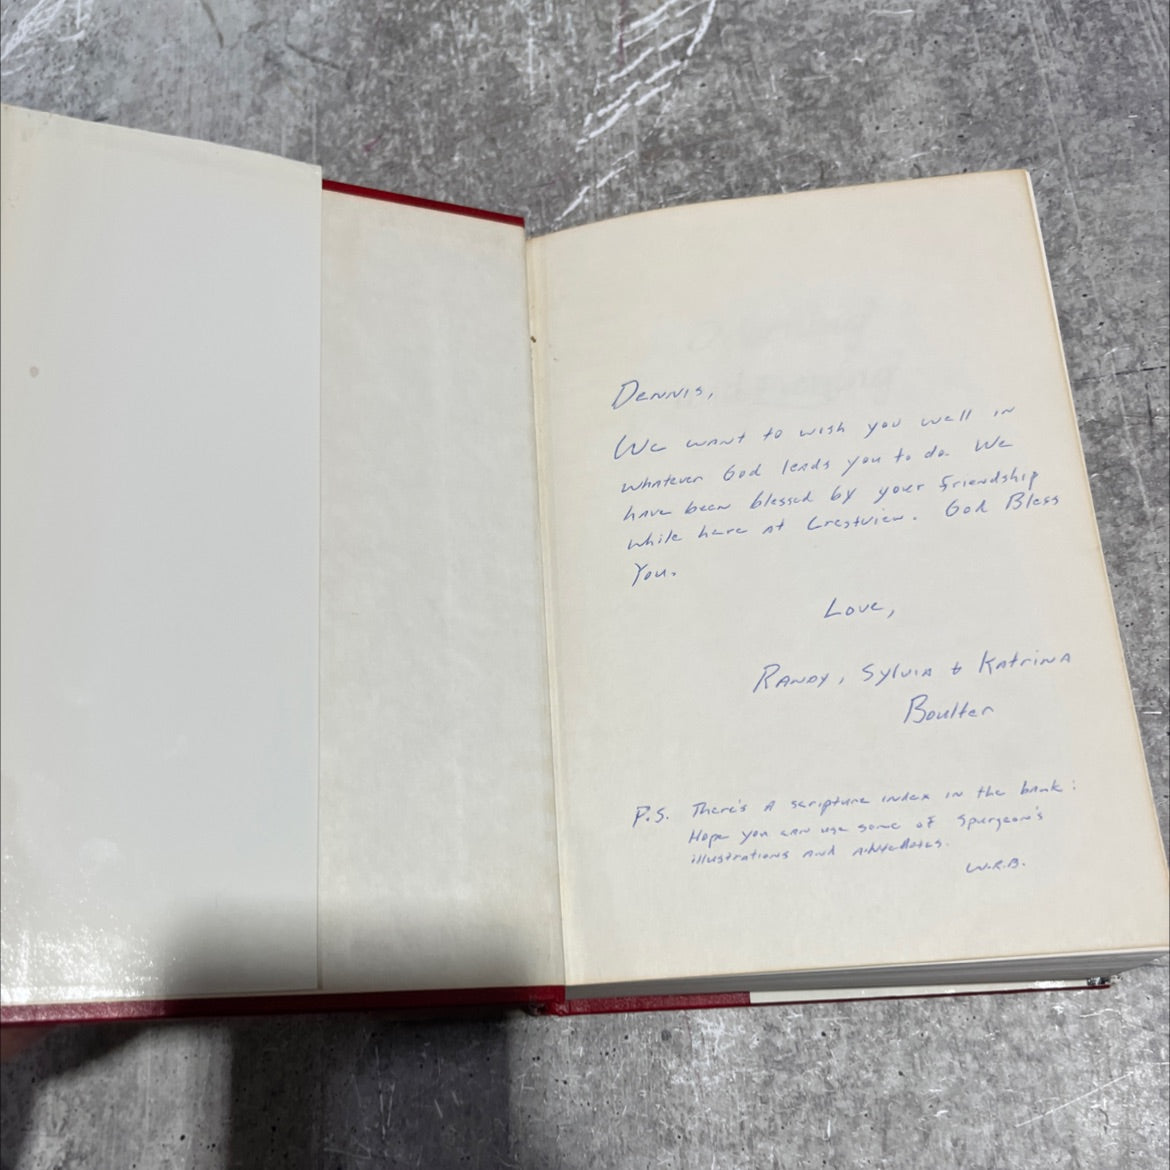 Dennis,
We want to wish you well in
whatever God leads you to do. We
have been blessed by your friendship
while here at Crestview. God Bless
You.
Love,
Randy, Sylvia & Katrina
Boulter
P.S. There's a scripture index in the back:
Hope you can use some of Spurgeon's
illustrations and
W.R.B.